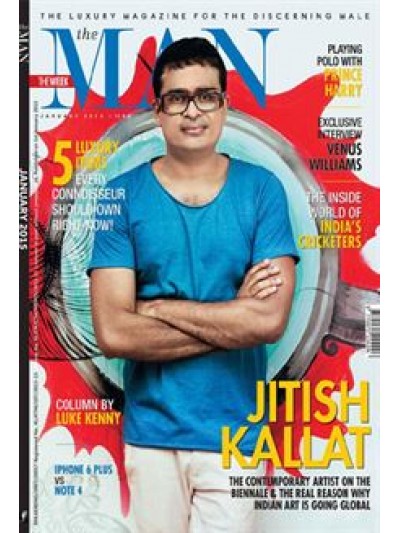 THE LUXURY MAGAZINE FOR THE DISCERNING MALE
the
MAN
THE WEEK
JANUARY 2015
PLAYING
POLO WITH
PRINCE
HARRY
EXCLUSIVE
INTERVIEW
VENUS
WILLIAMS
THE INSIDE
WORLD OF
INDIA'S
CRICKETERS
5 LUXURY
ITEMS
EVERY
CONNOISSEUR
SHOULD OWN
RIGHT NOW!
COLUMN BY
LUKE KENNY
IPHONE 6 PLUS
VS
NOTE 4
JITISH
KALLAT
THE CONTEMPORARY ARTIST ON THE
BIENNALE & THE REAL REASON WHY
INDIAN ART IS GOING GLOBAL
the
MAN
JANUARY 2015